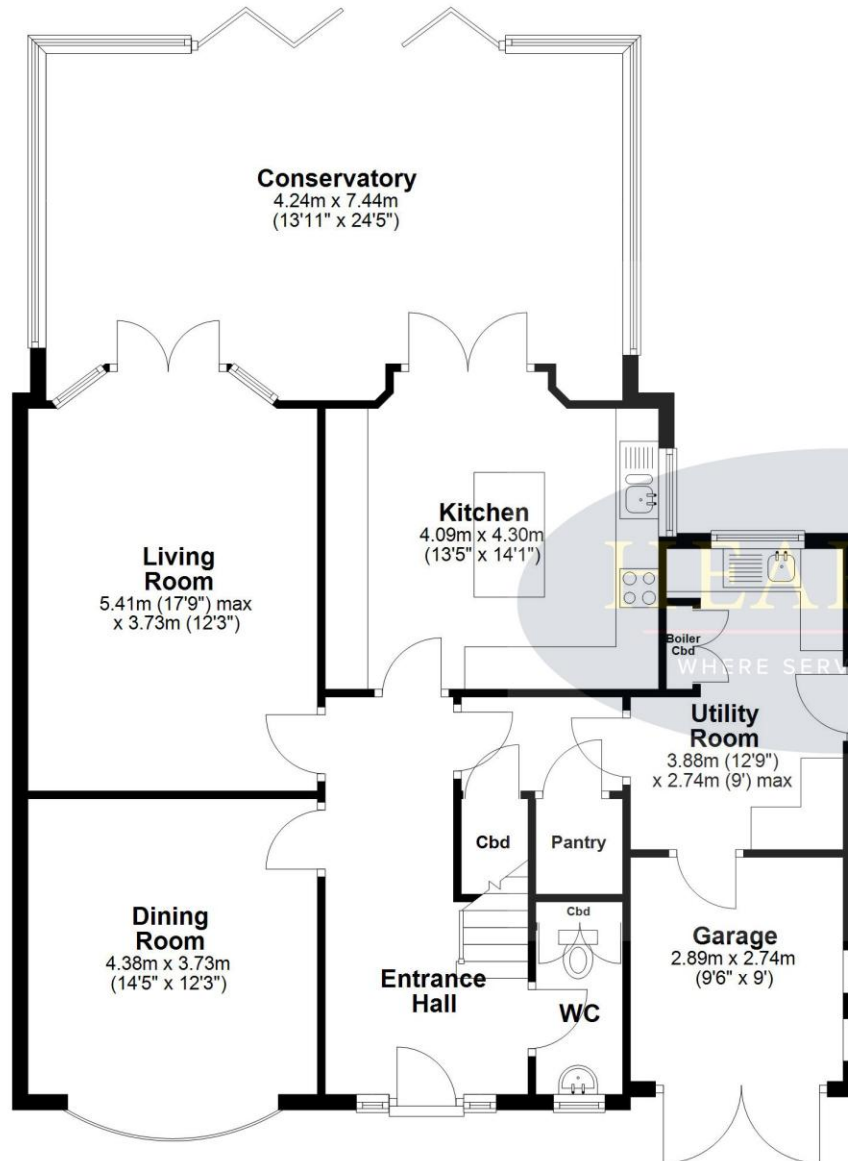 Conservatory
4.24m x 7.44m
(13'11" x 24'5")
Kitchen
4.09m x 4.30m
(13'5" x 14'1")
Living
Room
5.41m (17'9") max
x 3.73m (12'3")
Boiler
Cbd
WHERE SERV
Utility
Room
3.88m (12'9")
x 2.74m (9') max
Cbd
Pantry
Dining
Room
4.38m x 3.73m
(14'5" x 12'3")
Entrance
Hall
Cbd
WC
Garage
2.89m x 2.74m
(9'6" x 9')